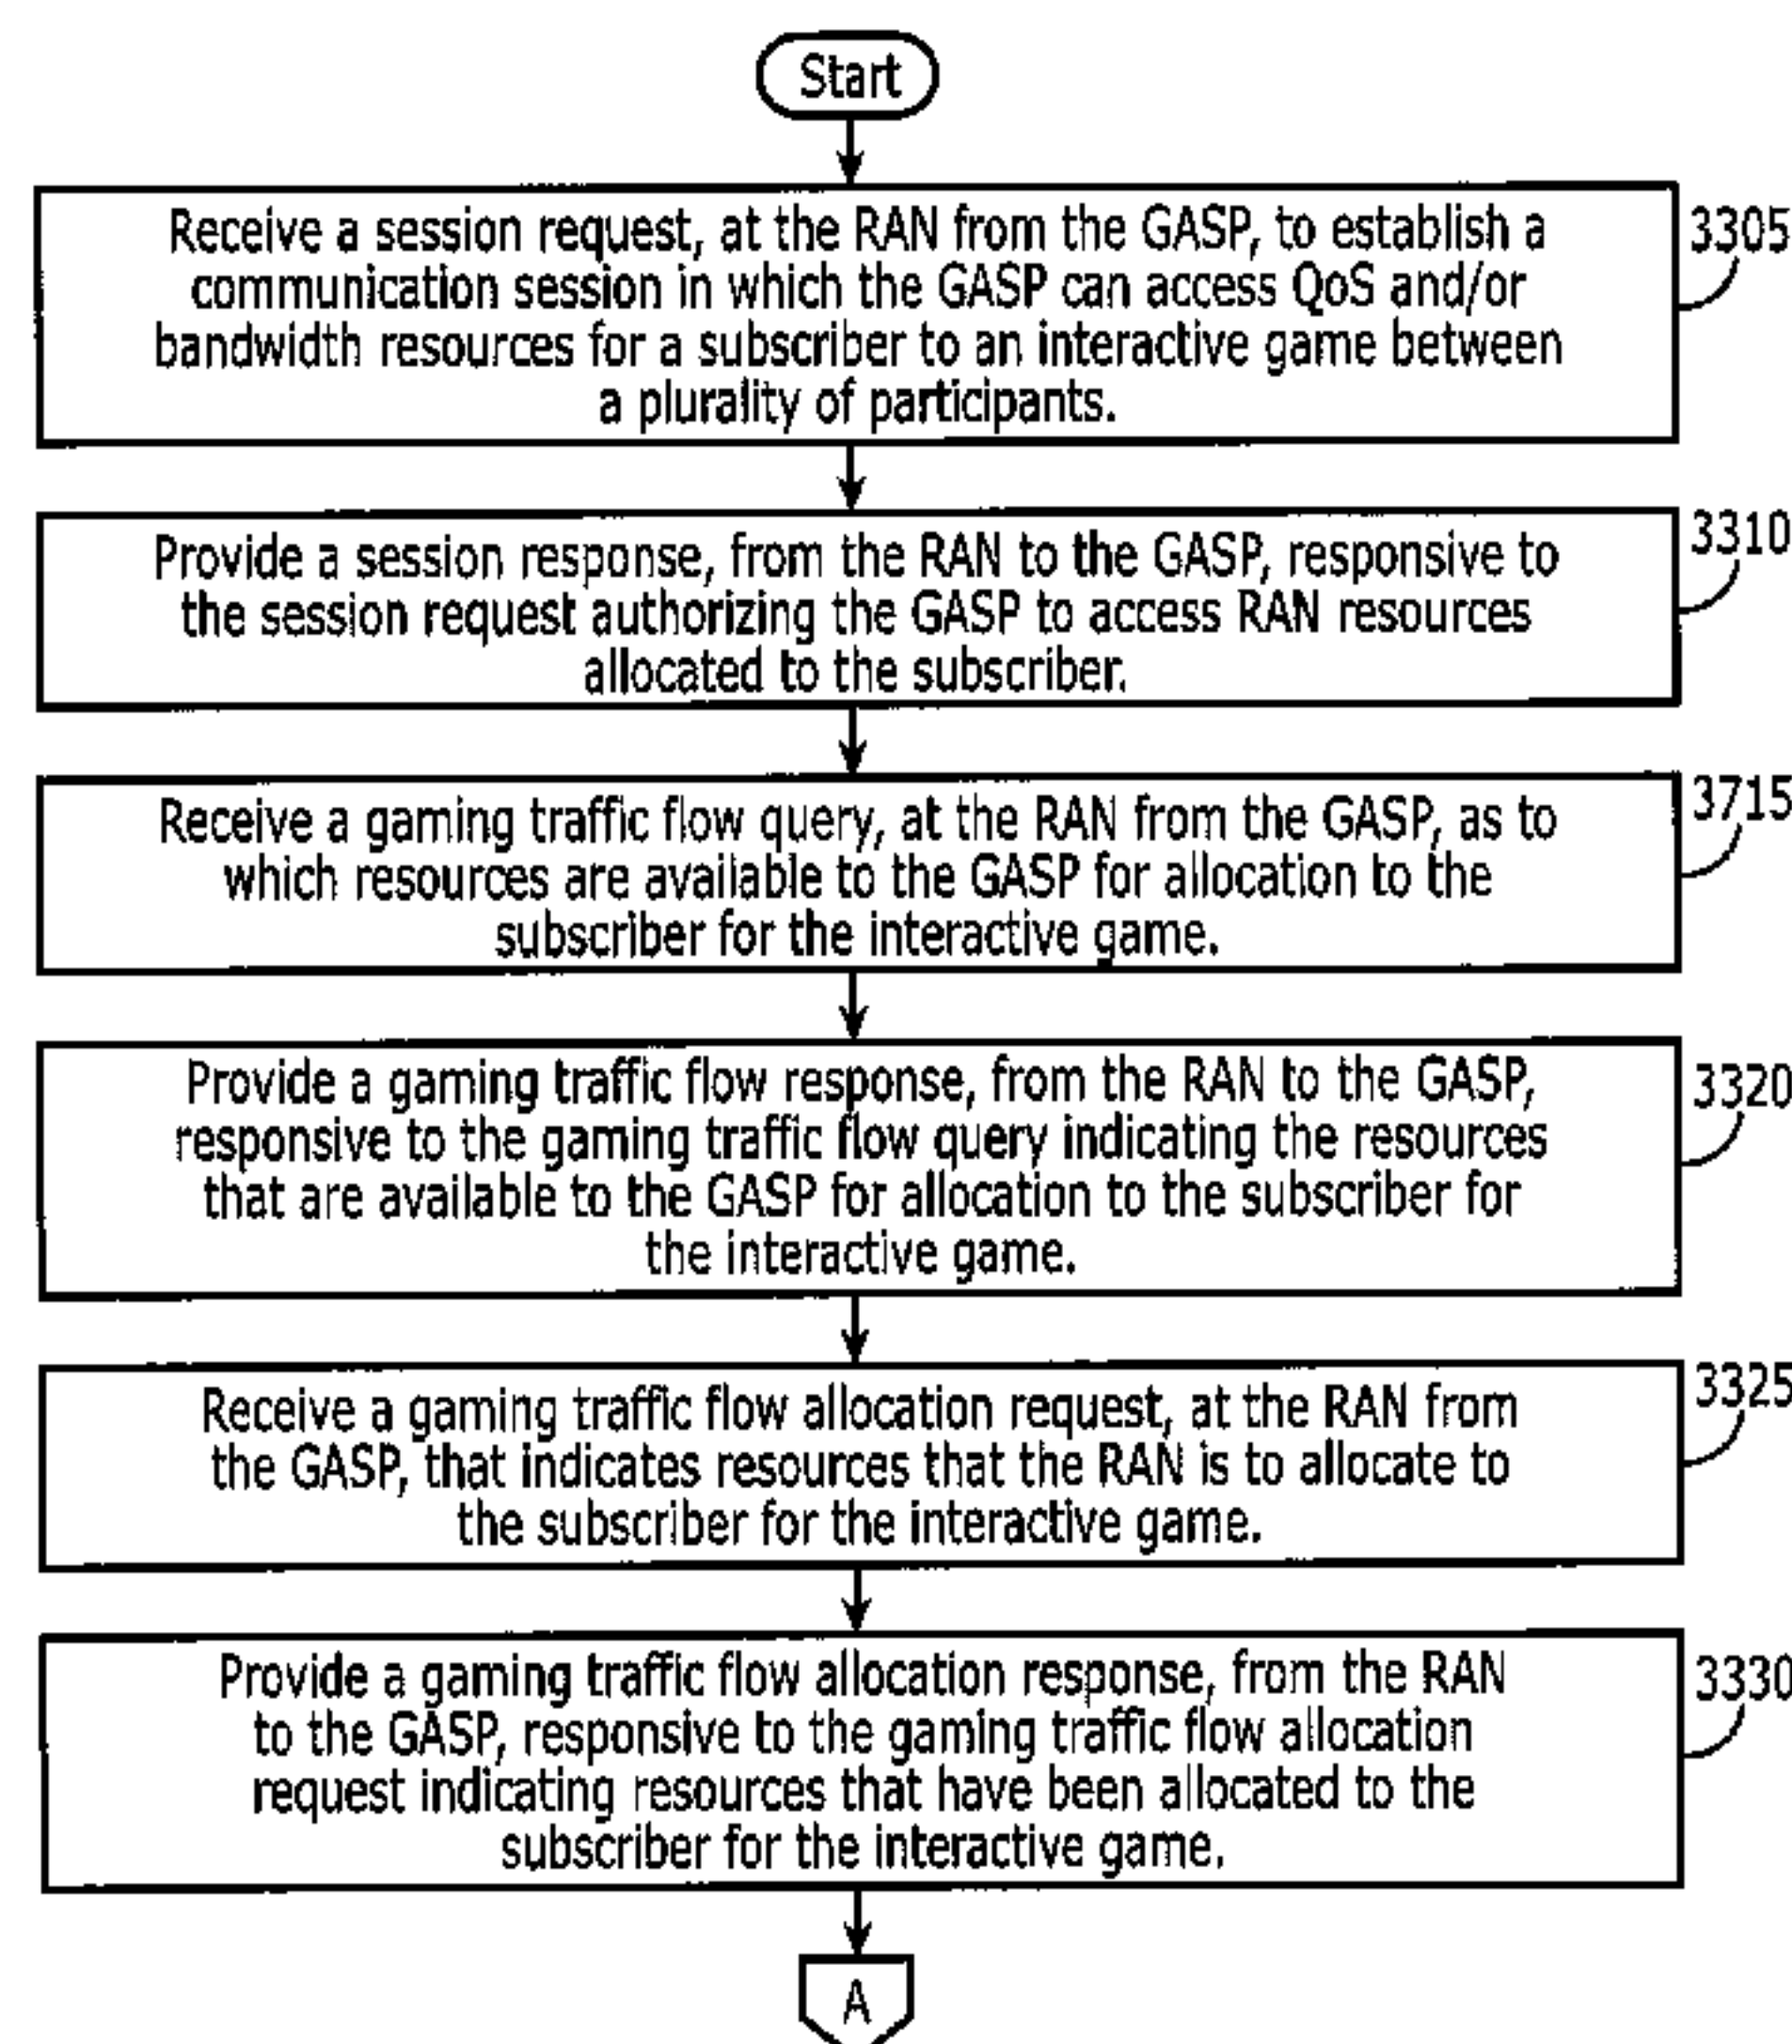 Start
Receive a session request, at the RAN from the GASP, to establish a
communication session in which the GASP can access QoS and/or
bandwidth resources for a subscriber to an interactive game between
a plurality of participants.
3305
Provide a session response, from the RAN to the GASP, responsive to
the session request authorizing the GASP to access RAN resources
allocated to the subscriber.
3310
Receive a gaming traffic flow query, at the RAN from the GASP, as to
which resources are available to the GASP for allocation to the
subscriber for the interactive game.
3715
Provide a gaming traffic flow response, from the RAN to the GASP,
responsive to the gaming traffic flow query indicating the resources
that are available to the GASP for allocation to the subscriber for
the interactive game.
3320
Receive a gaming traffic flow allocation request, at the RAN from
the GASP, that indicates resources that the RAN is to allocate to
the subscriber for the interactive game.
3325
Provide a gaming traffic flow allocation response, from the RAN
to the GASP, responsive to the gaming traffic flow allocation
request indicating resources that have been allocated to the
subscriber for the interactive game.
3330
A